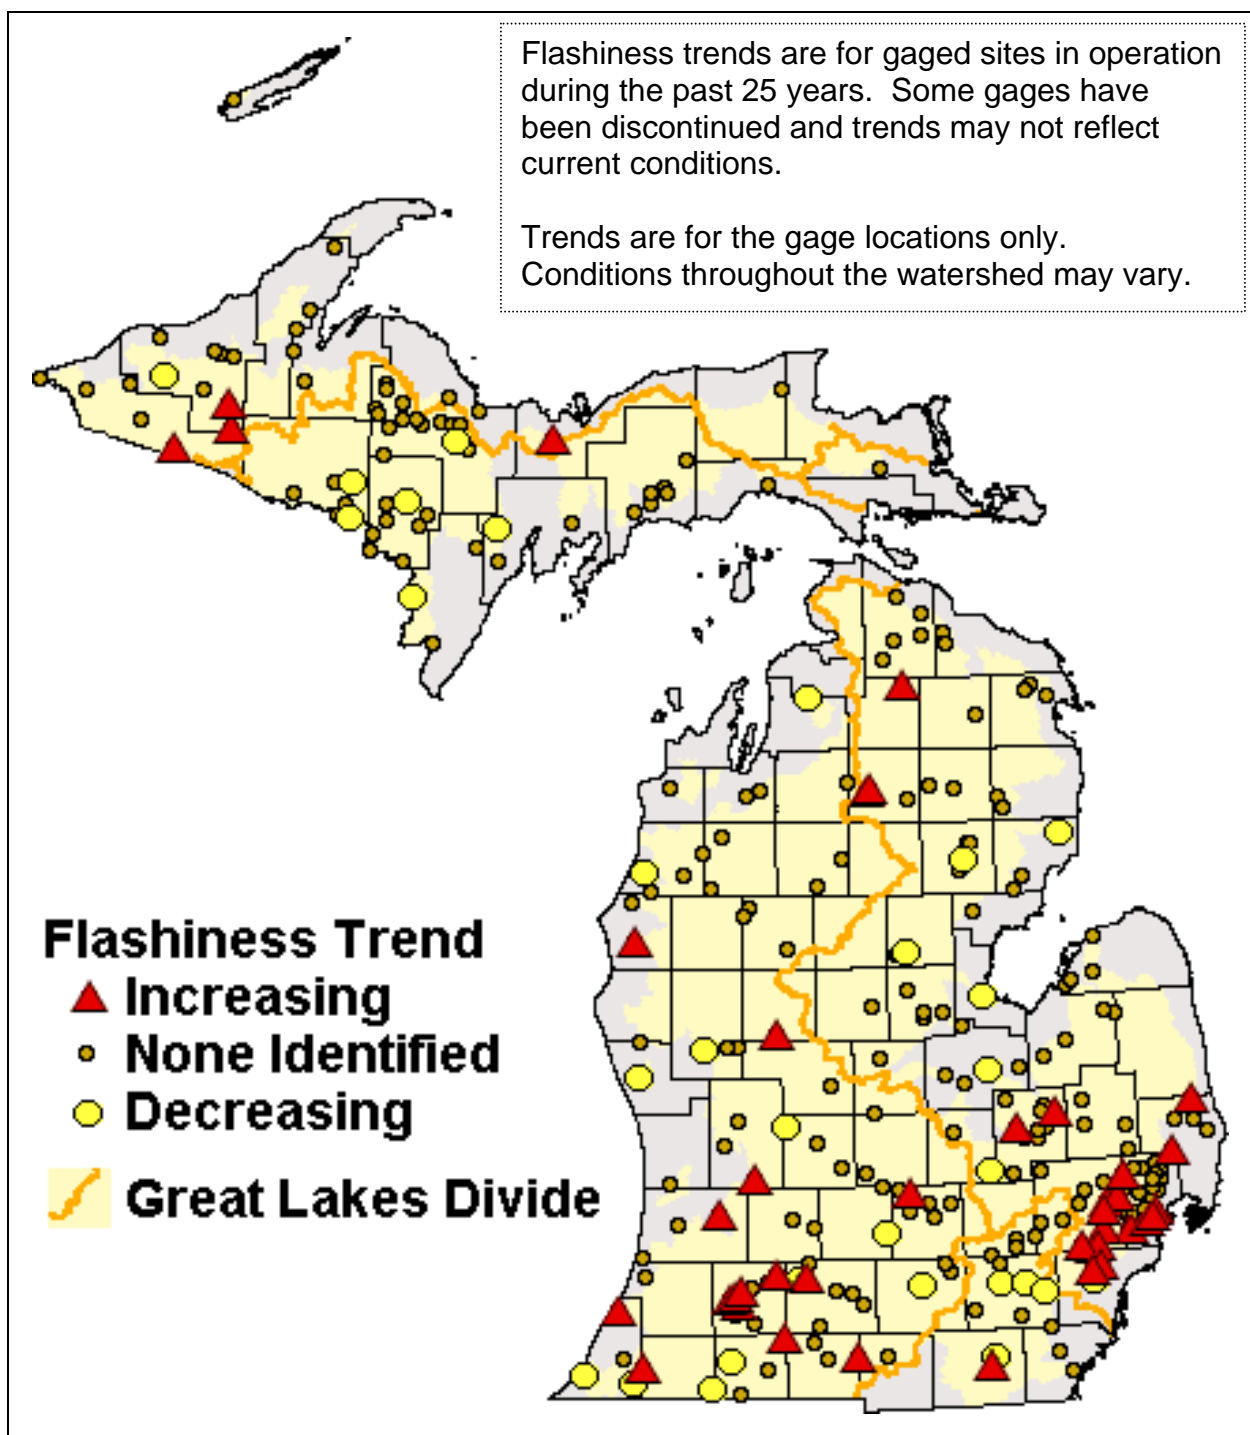 Flashiness trends are for gaged sites in operation
during the past 25 years.  Some gages have
been discontinued and trends may not reflect
current conditions.
Trends are for the gage locations only.
Conditions throughout the watershed may vary.
Flashiness Trend
Increasing
None Identified
Decreasing
Great Lakes Divide